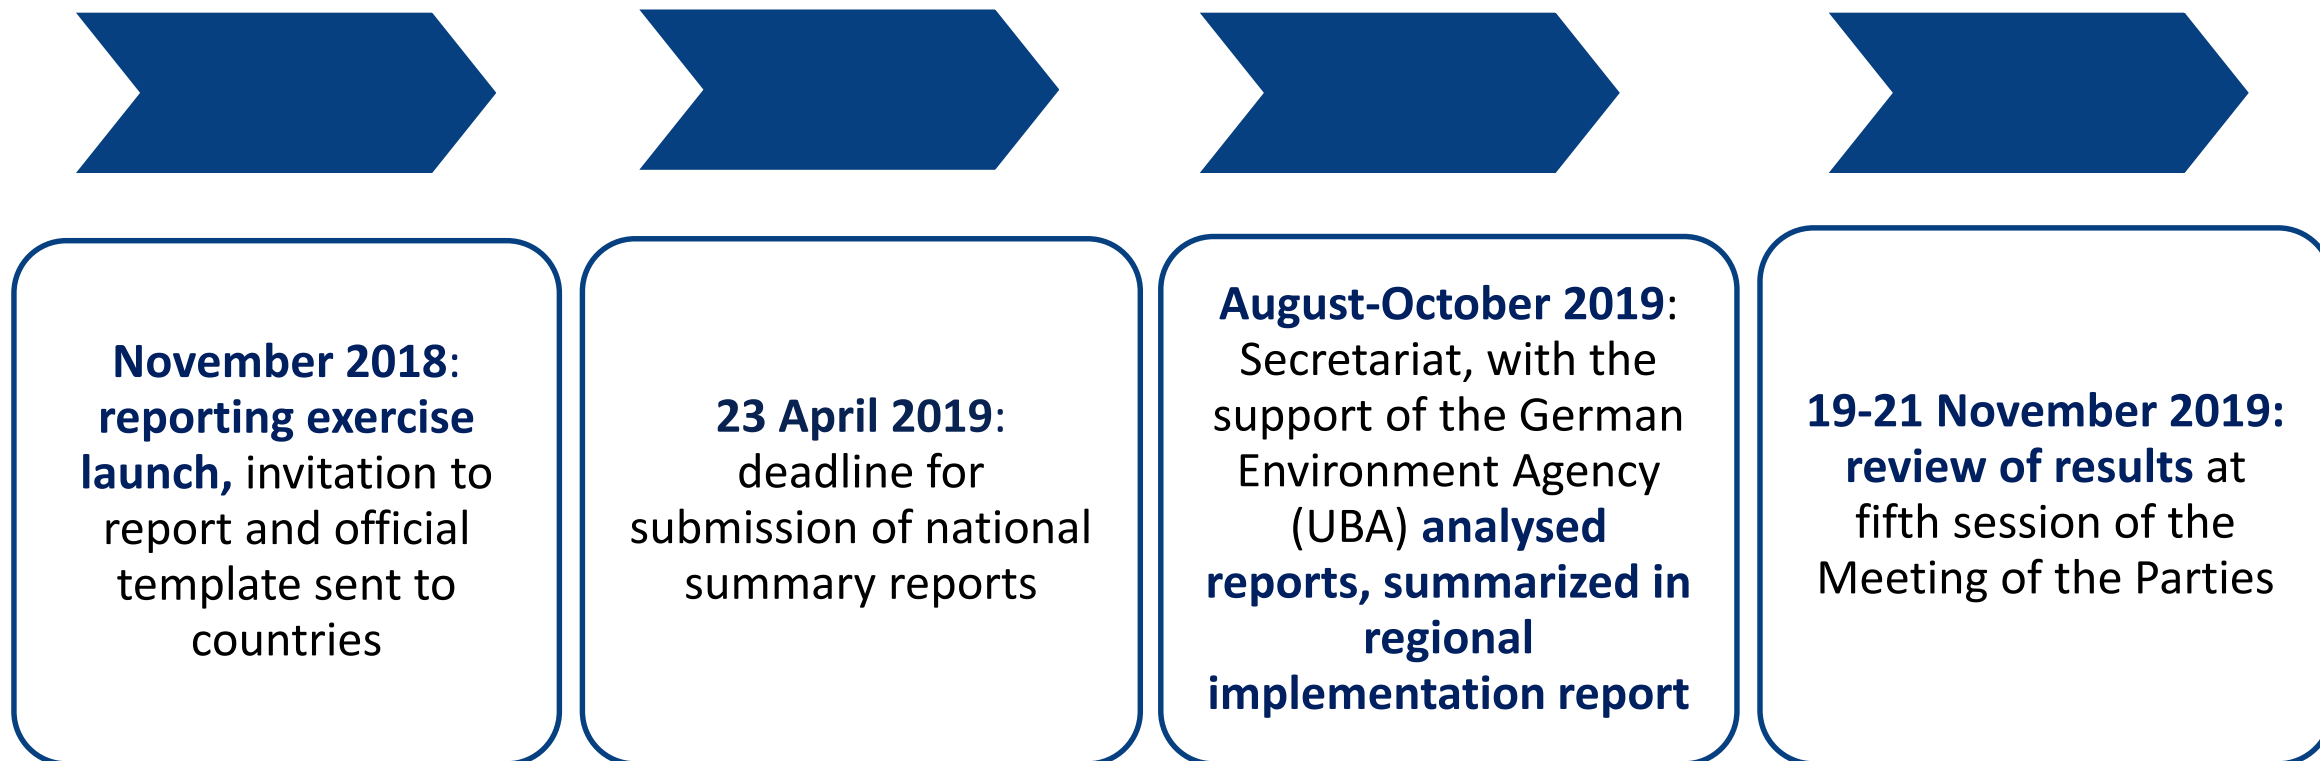 November 2018:
reporting exercise
launch, invitation to
report and official
template sent to
countries
23 April 2019:
deadline for
submission of national
summary reports
August-October 2019:
Secretariat, with the
support of the German
Environment Agency
(UBA) analysed
reports, summarized in
regional
implementation report
19-21 November 2019:
review of results at
fifth session of the
Meeting of the Parties